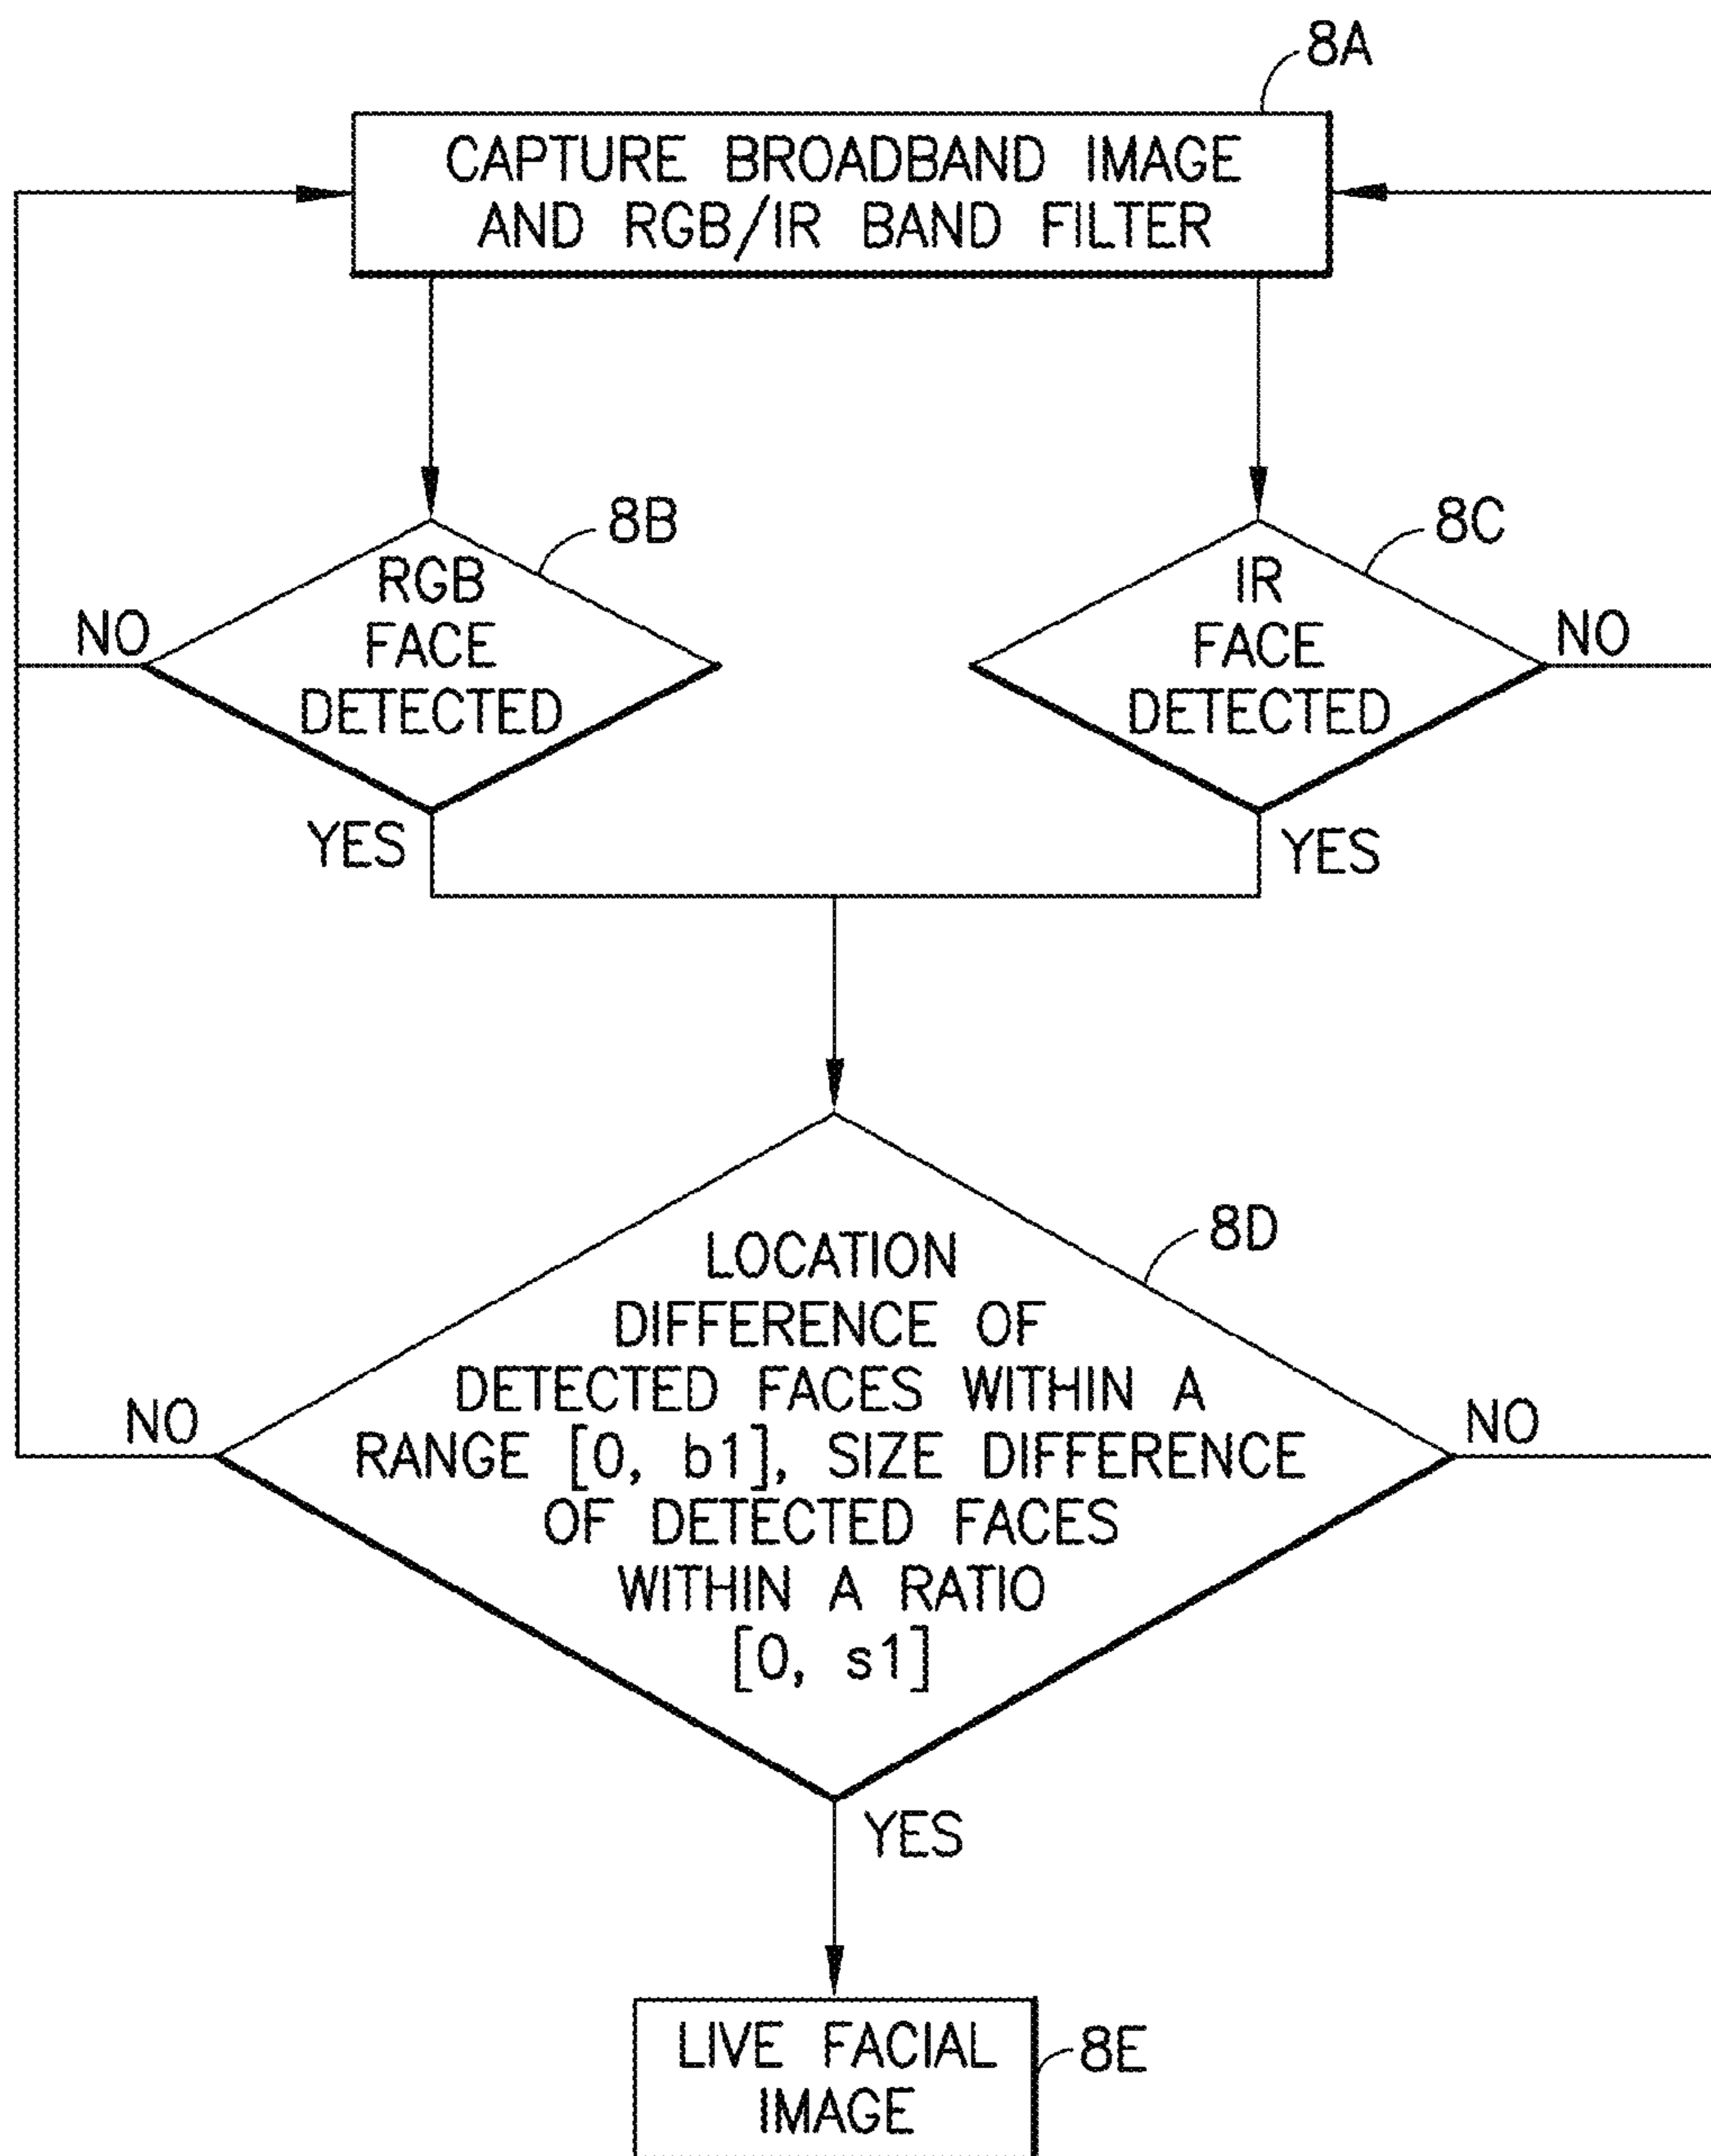 8A
CAPTURE BROADBAND IMAGE
AND RGB/IR BAND FILTER
8B
RGB
FACE
DETECTED
NO
YES
8C
IR
FACE
DETECTED
NO
YES
8D
LOCATION
DIFFERENCE OF
DETECTED FACES WITHIN A
RANGE [0, b1], SIZE DIFFERENCE
OF DETECTED FACES
WITHIN A RATIO
[0, s1]
NO
NO
YES
LIVE FACIAL
IMAGE
8E